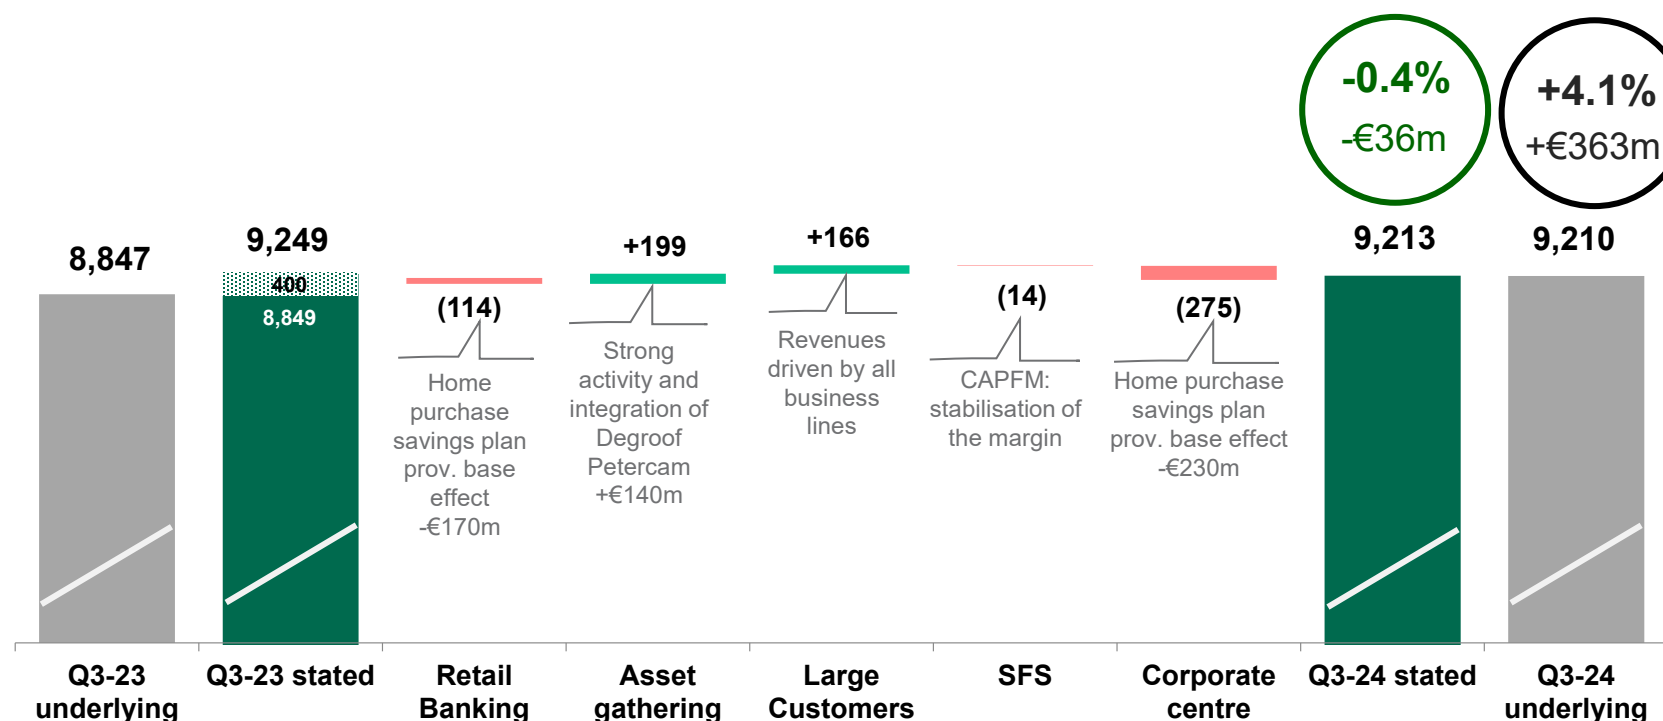 -0.4%
-€36m
+4.1%
+€363m
8,847
9,249
400
8,849
(114)
Home
purchase
savings plan
prov. base
effect
-€170m
+199
Strong
activity and
integration of
Degroof
Petercam
+€140m
+166
Revenues
driven by all
business
lines
(14)
CAPFM:
stabilisation of
the margin
(275)
Home purchase
savings plan
prov. base effect
-€230m
9,213
9,210
Q3-23
underlying
Q3-23 stated
Retail
Banking
Asset
gathering
Large
Customers
SFS
Corporate
centre
Q3-24 stated
Q3-24
underlying